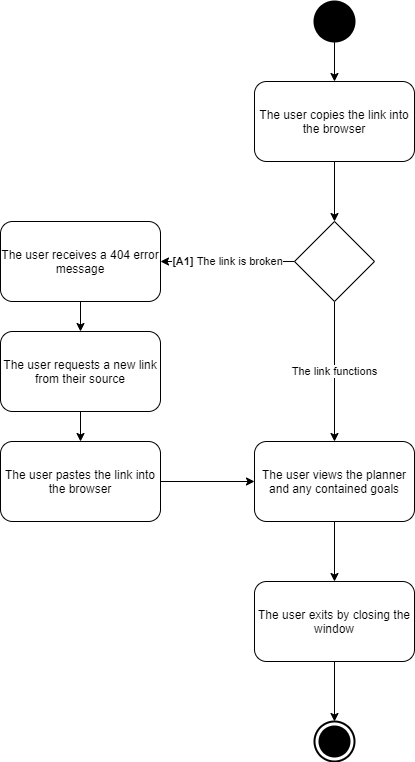 The user copies the link into
the browser
The user receives a 404 error
message
[A1] The link is broken
The user requests a new link
from their source
The link functions
The user pastes the link into
the browser
The user views the planner
and any contained goals
The user exits by closing the
window